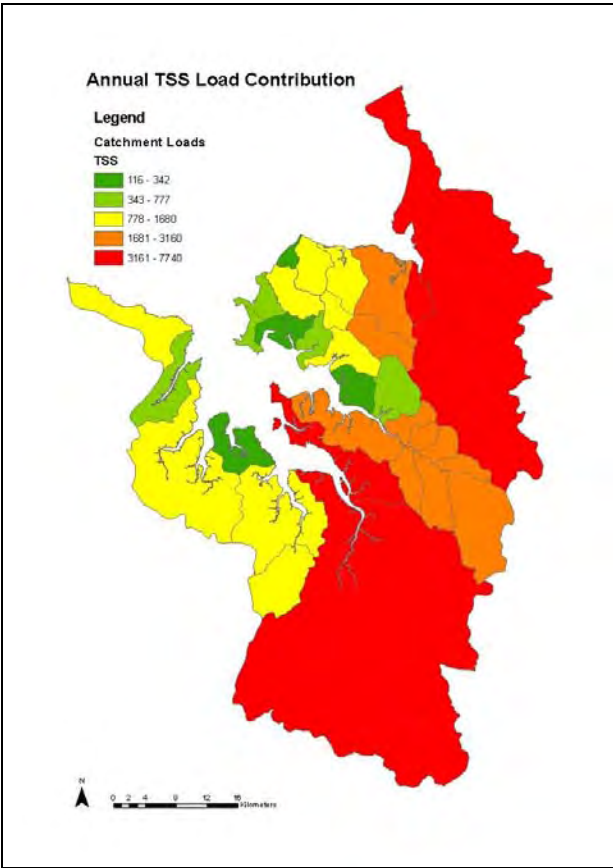 Annual TSS Load Contribution
Legend
Catchment Loads
TSS
116 - 342
343 - 777
778 - 1680
1681 - 3160
3161 - 7740
N
0 2 4 8 12 16
Kilometers